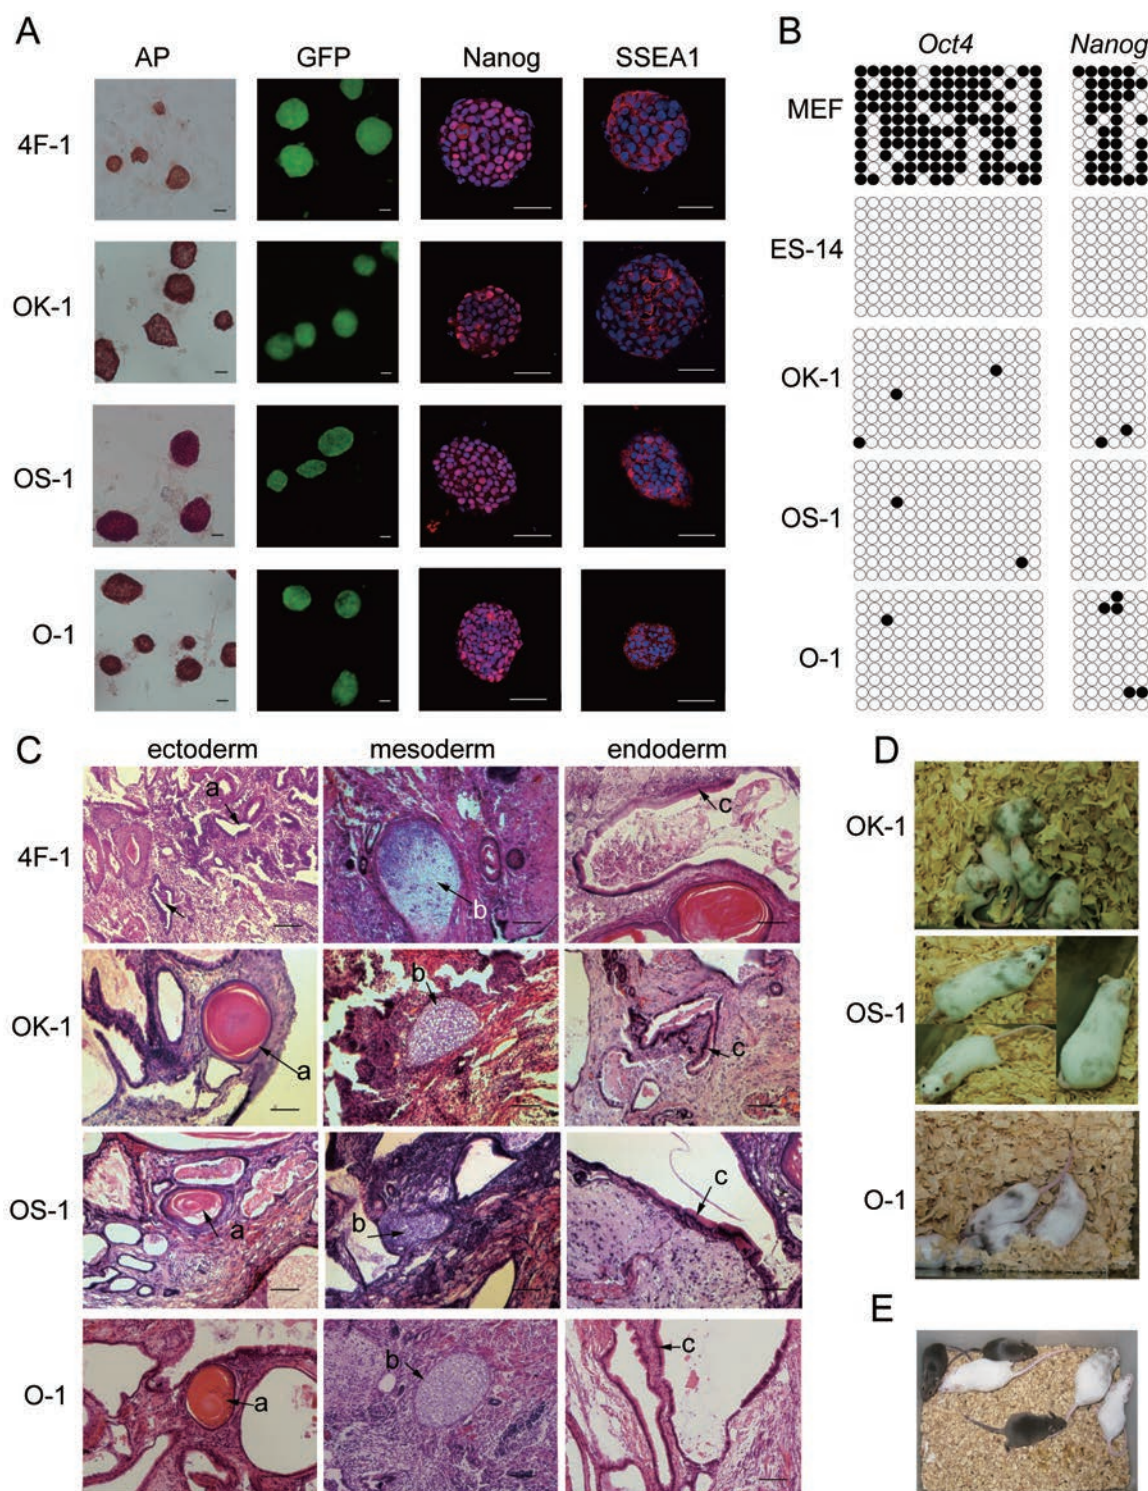 A
AP GFP Nanog SSEA1
4F-1
OK-1
OS-1
O-1
B
Oct4 Nanog
MEF
ES-14
OK-1
OS-1
O-1
C
ectoderm mesoderm endoderm
4F-1 a b c
OK-1 a b c
OS-1 a b c
O-1 a b c
D
OK-1
OS-1
O-1
E